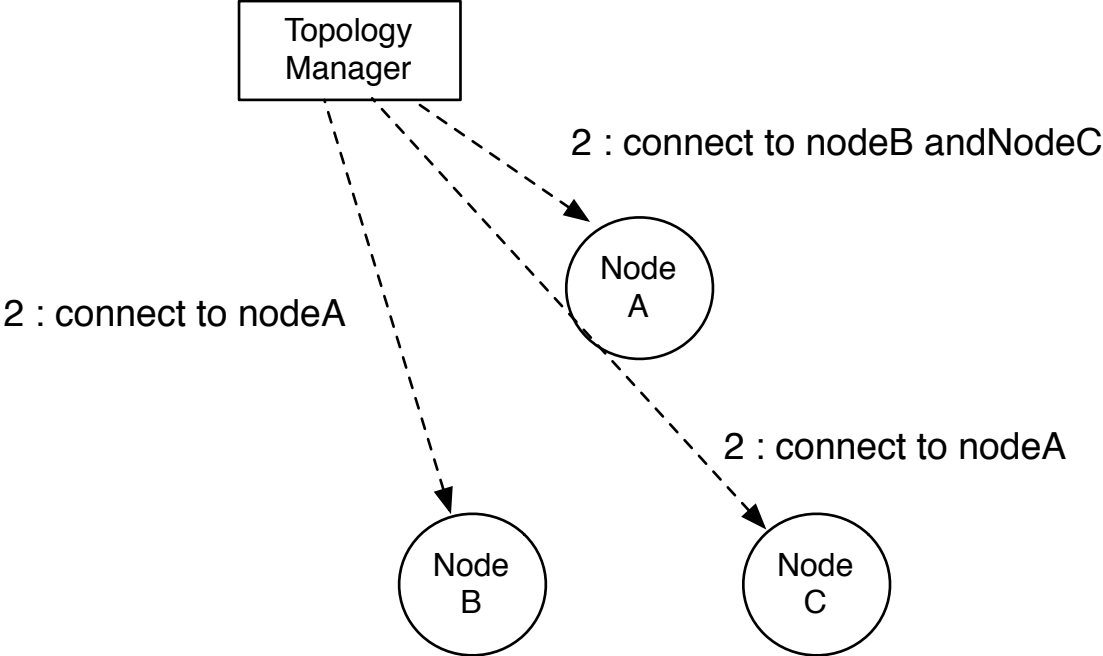 Topology
Manager
2 : connect to nodeB andNodeC
Node
A
2 : connect to nodeA
2 : connect to nodeA
Node
B
Node
C